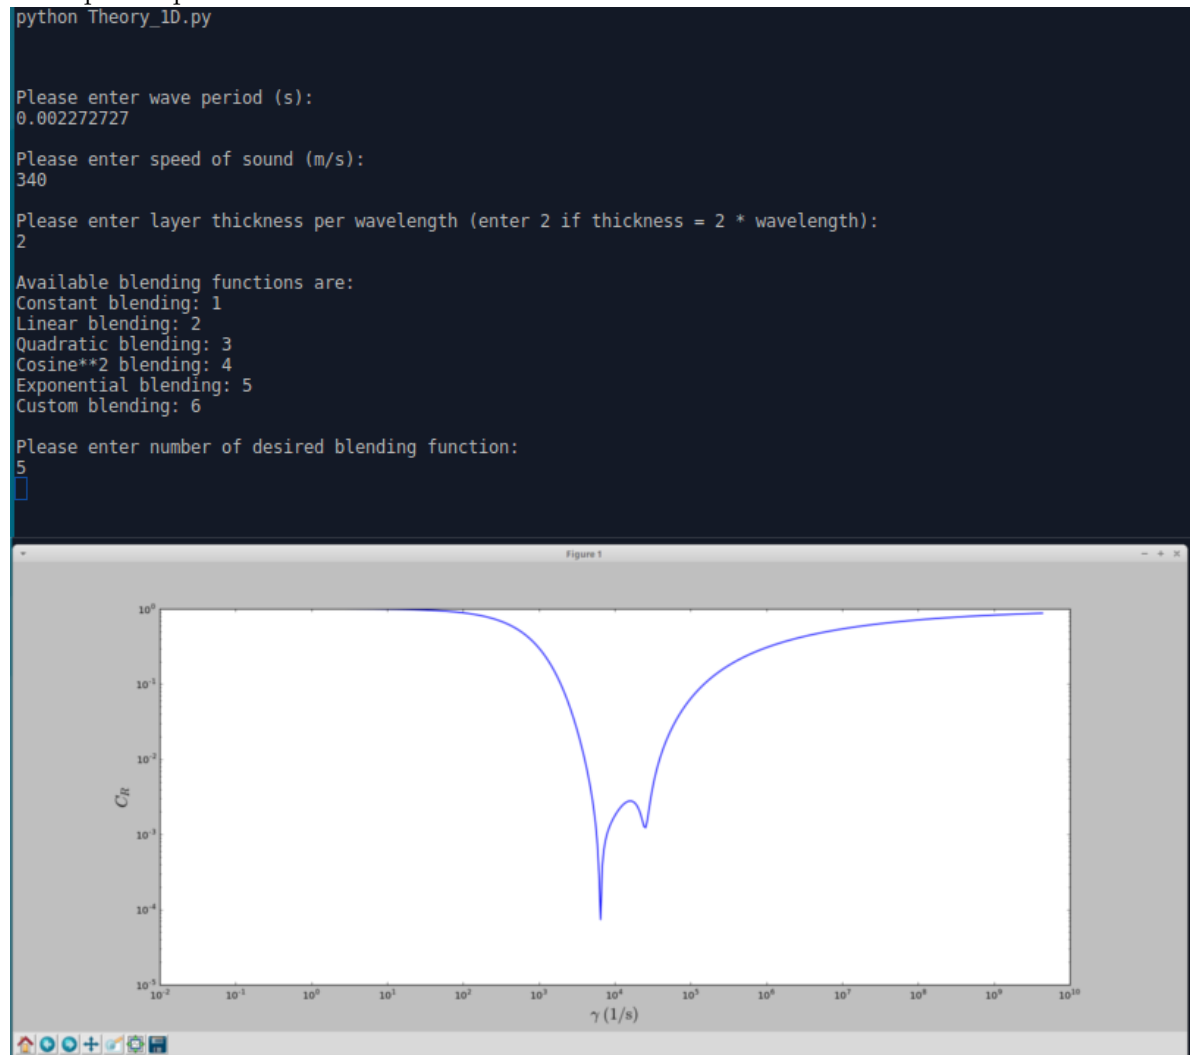 python Theory_1D.py
Please enter wave period (s):
0.002272727
Please enter speed of sound (m/s):
340
Please enter layer thickness per wavelength (enter 2 if thickness = 2 * wavelength):
2
Available blending functions are:
Constant blending: 1
Linear blending: 2
Quadratic blending: 3
Cosine**2 blending: 4
Exponential blending: 5
Custom blending: 6
Please enter number of desired blending function:
5
Figure 1
10⁰
10⁻¹
10⁻²
10⁻³
10⁻⁴
10⁻⁵
C_R
10⁻² 10⁻¹ 10⁰ 10¹ 10² 10³ 10⁴ 10⁵ 10⁶ 10⁷ 10⁸ 10⁹ 10¹⁰
γ (1/s)